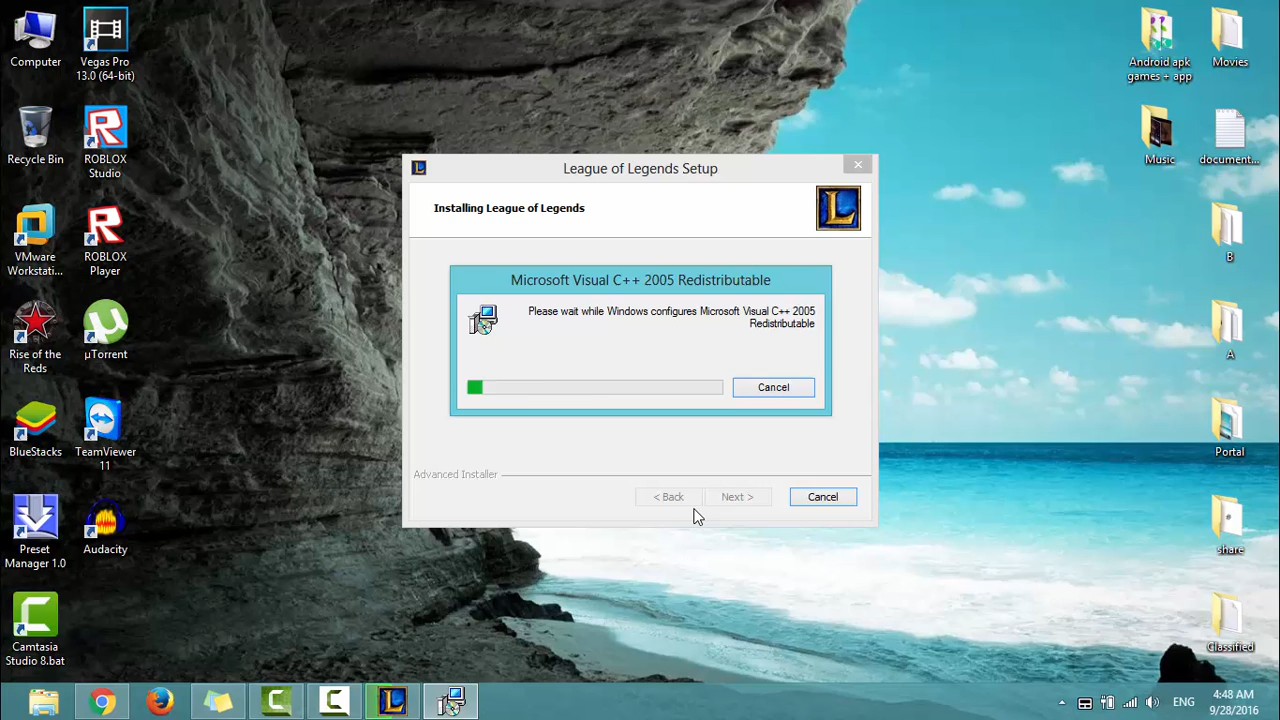 Computer
Vegas Pro
13.0 (64-bit)
Recycle Bin
ROBLOX
Studio
VMware
Workstati...
ROBLOX
Player
Rise of the
Reds
µTorrent
BlueStacks
TeamViewer
11
Preset
Manager 1.0
Audacity
Camtasia
Studio 8.bat
League of Legends Setup
Installing League of Legends
L
Microsoft Visual C++ 2005 Redistributable
Please wait while Windows configures Microsoft Visual C++ 2005
Redistributable
Cancel
Advanced Installer
< Back
Next >
Cancel
Android apk
games + app
Movies
Music
document...
B
A
Portal
share
Classified
ENG
4:48 AM
9/28/2016